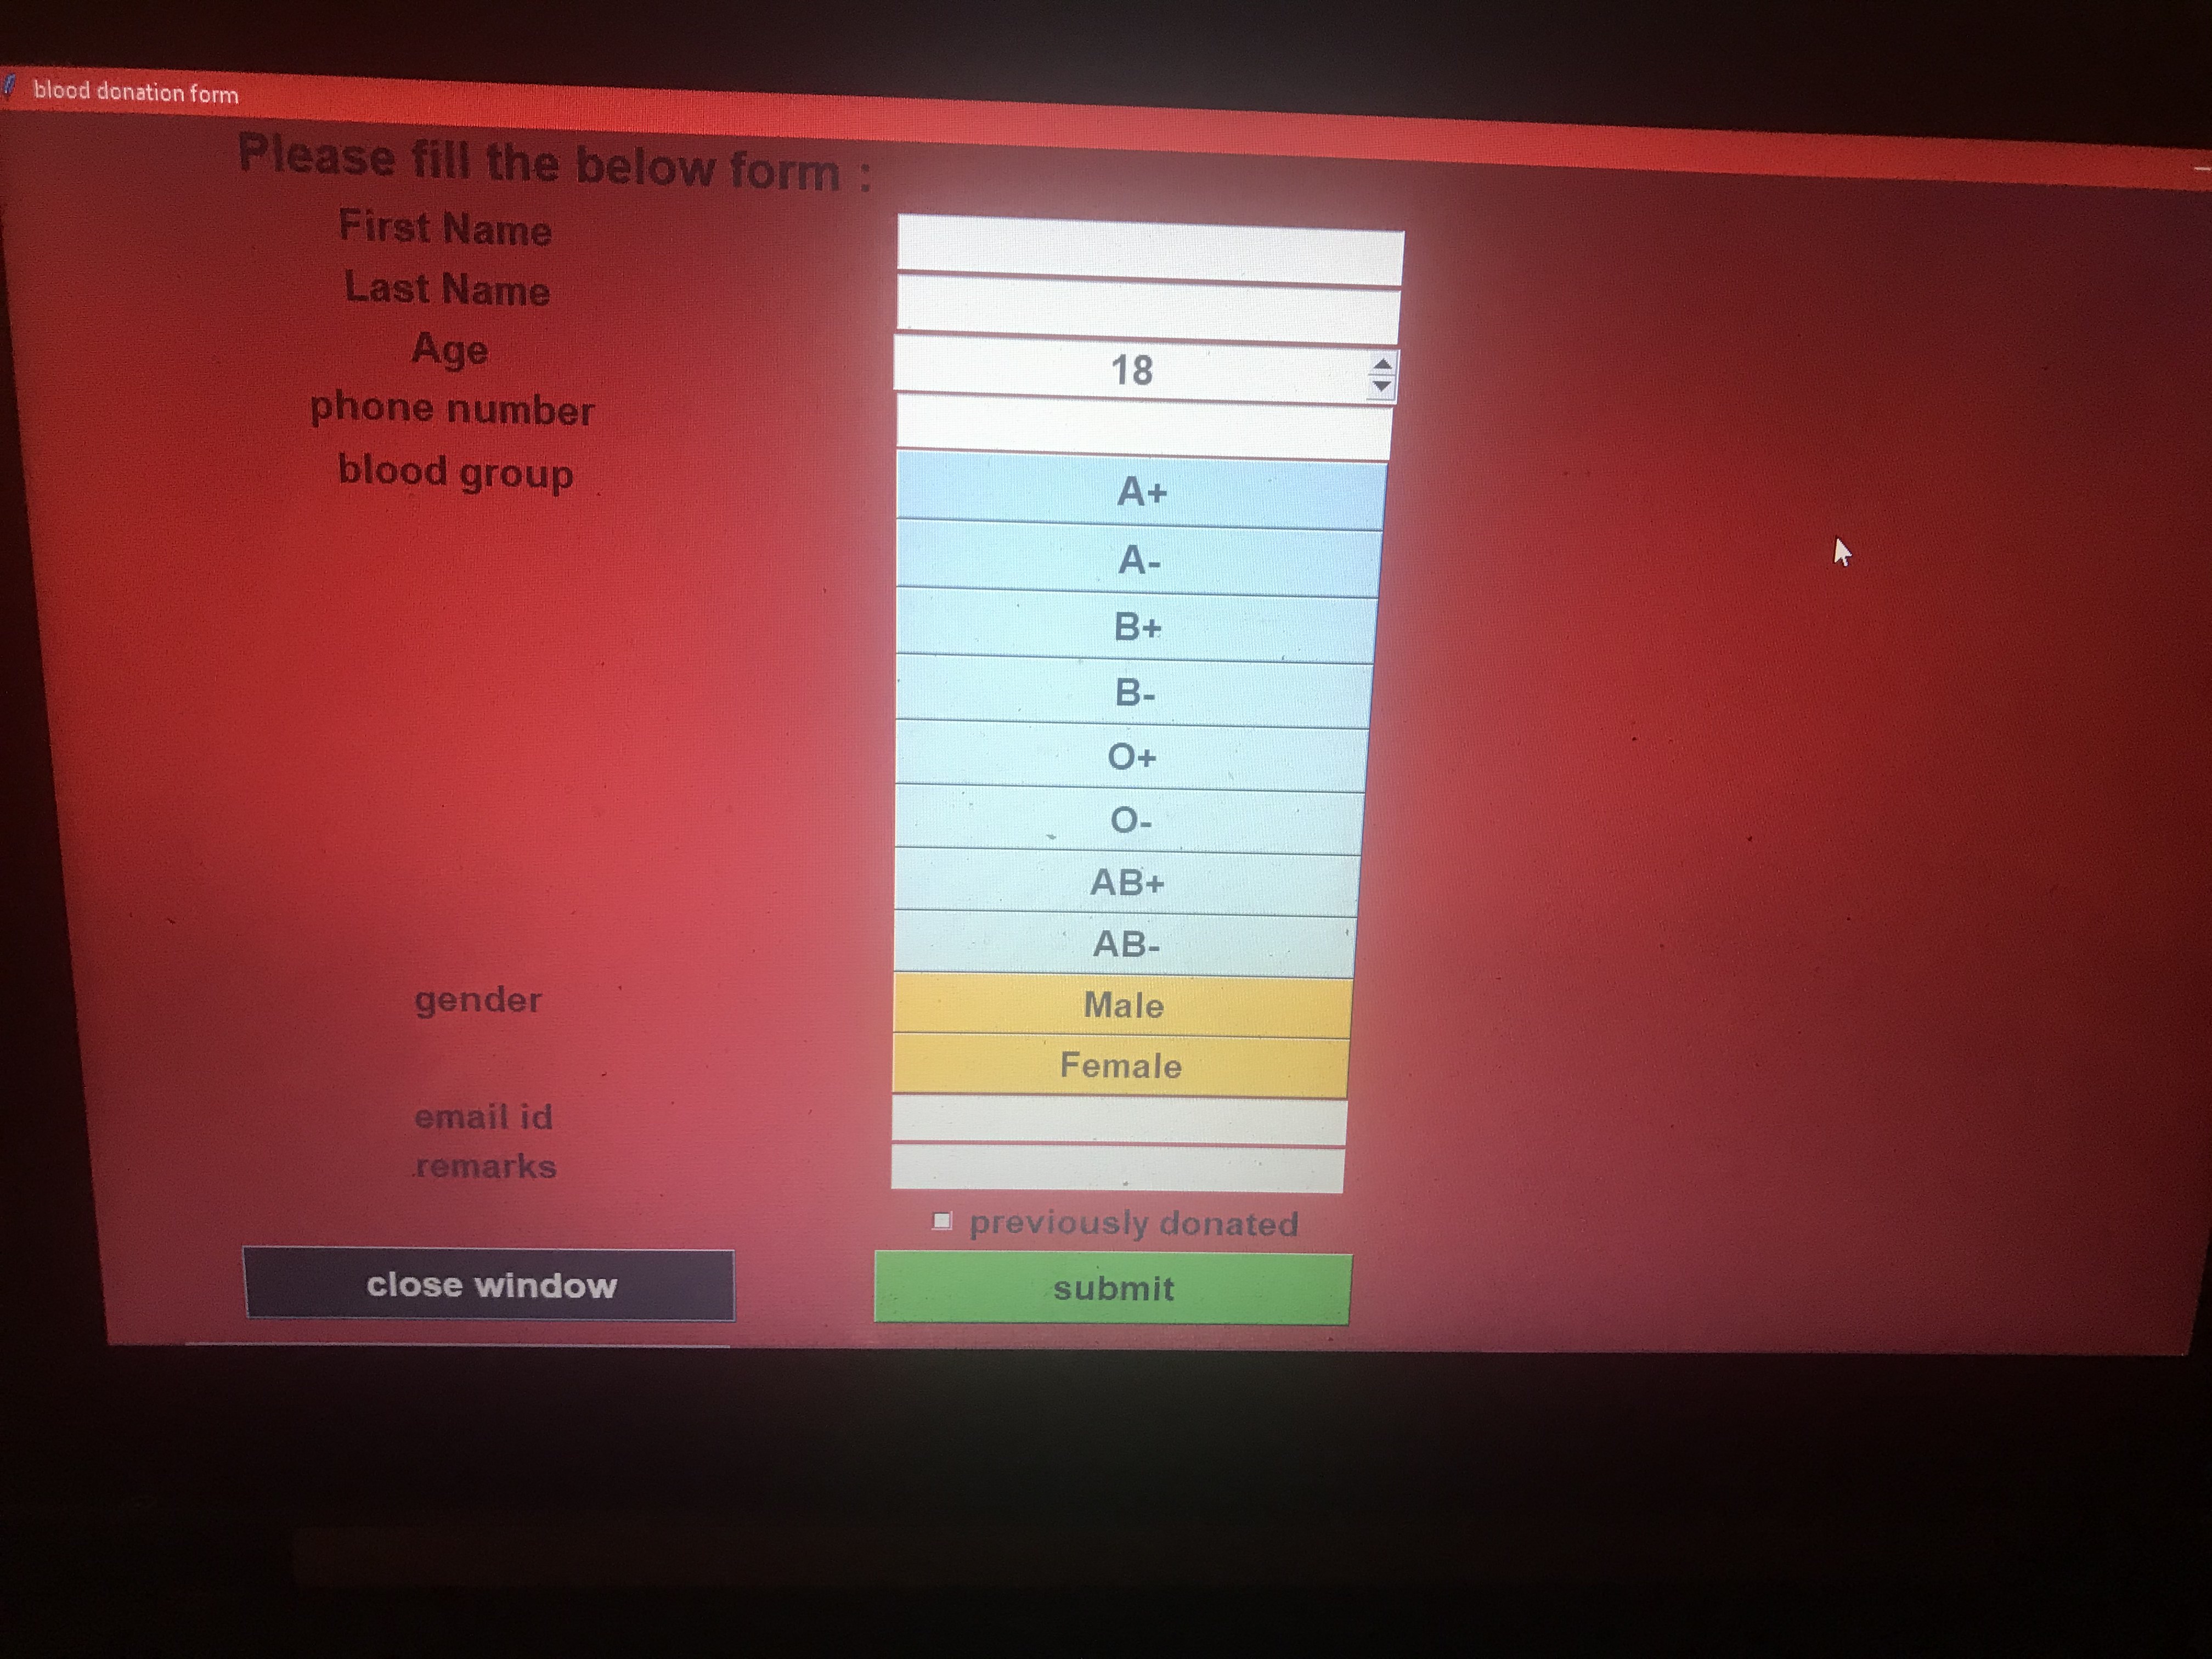 blood donation form
Please fill the below form :
First Name
Last Name
Age 18
phone number
blood group A+
A-
B+
B-
O+
O-
AB+
AB-
gender Male
Female
email id
remarks
previously donated
close window submit